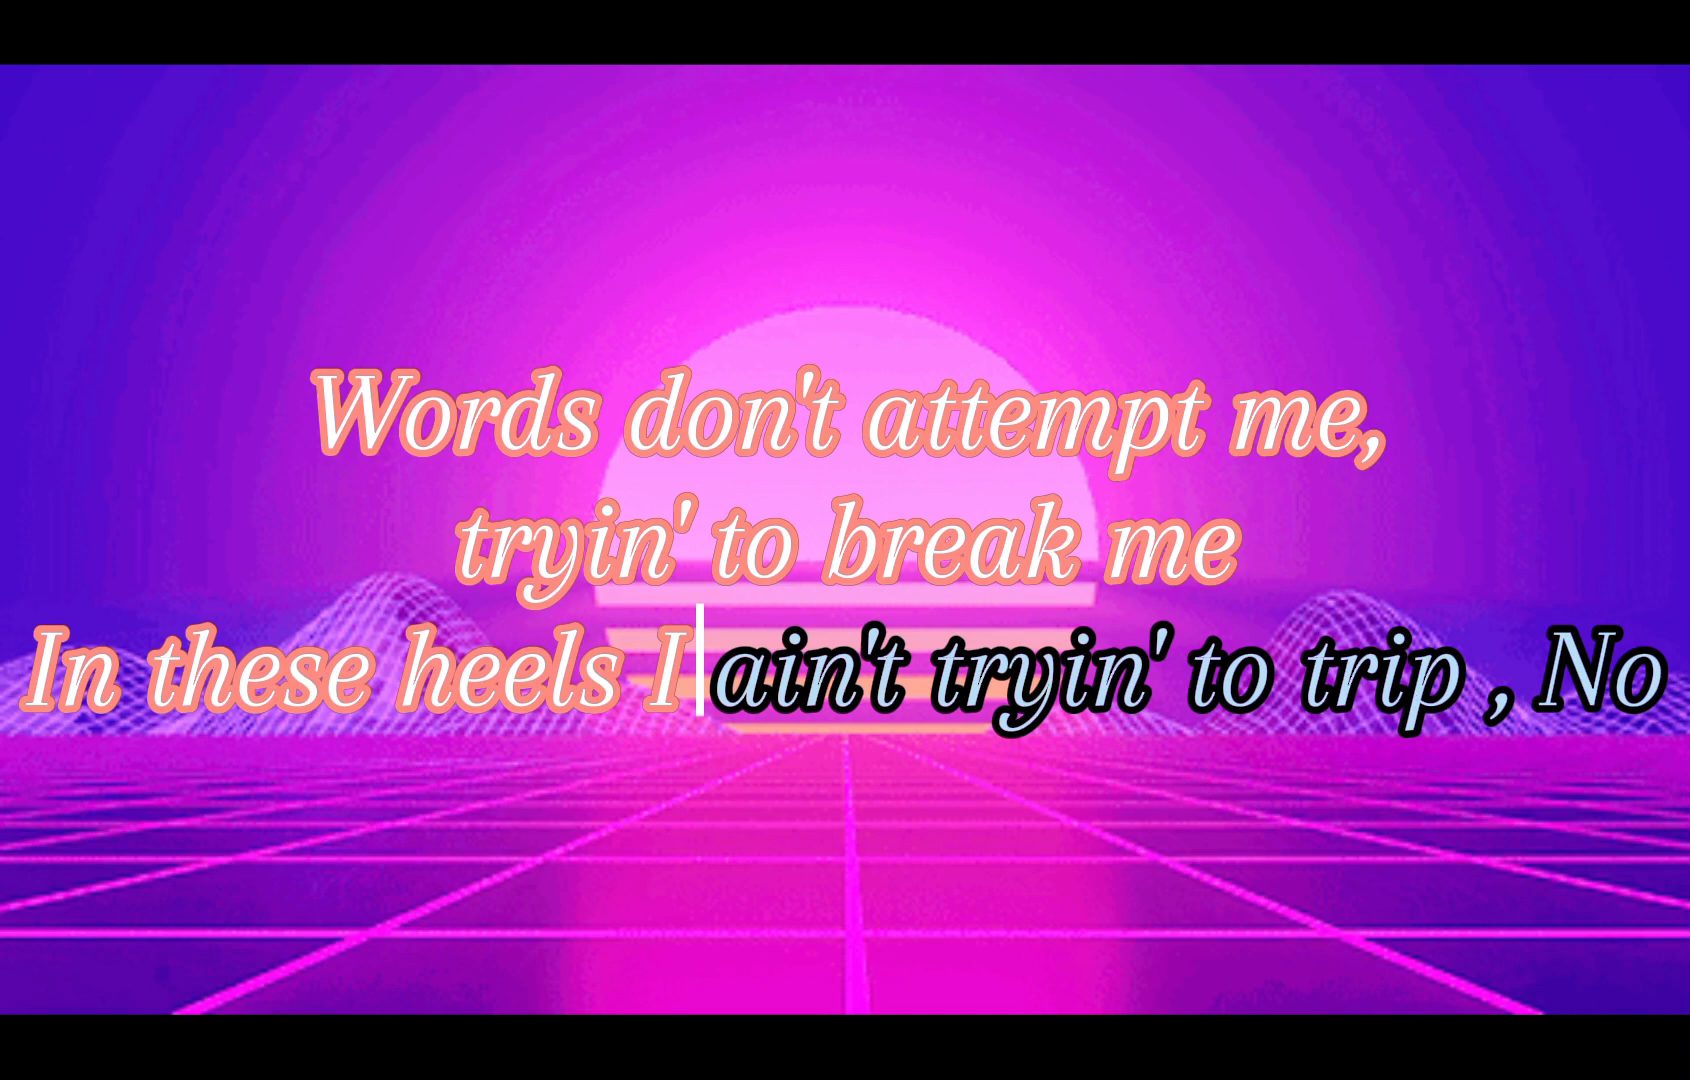 Words don't attempt me,
tryin' to break me
In these heels I ain't tryin' to trip , No